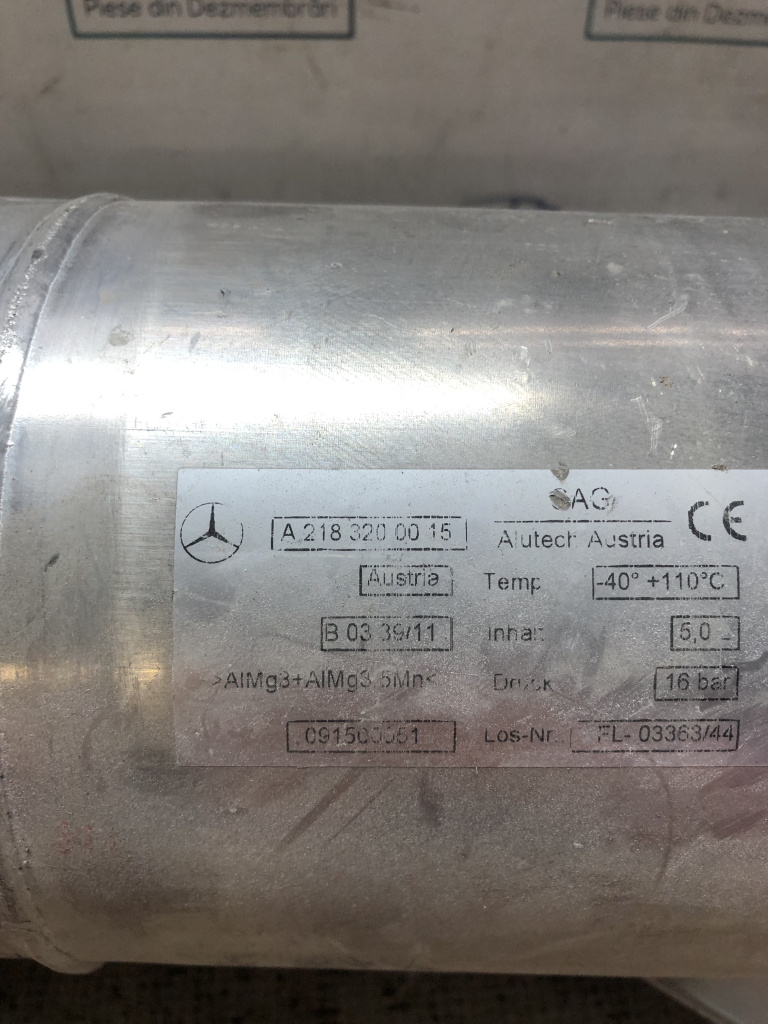 Piese din Dezmembrări
Piese din Dezmembrări
A 218 320 00 15
SAG
Alutech Austria
CE
Austria
Temp
-40° +110°C
B 03 39/11
Inhalt
5,0 L
>AlMg3+AlMg3.5Mn<
Druck
16 bar
Los-Nr.:
FL- 03363/44